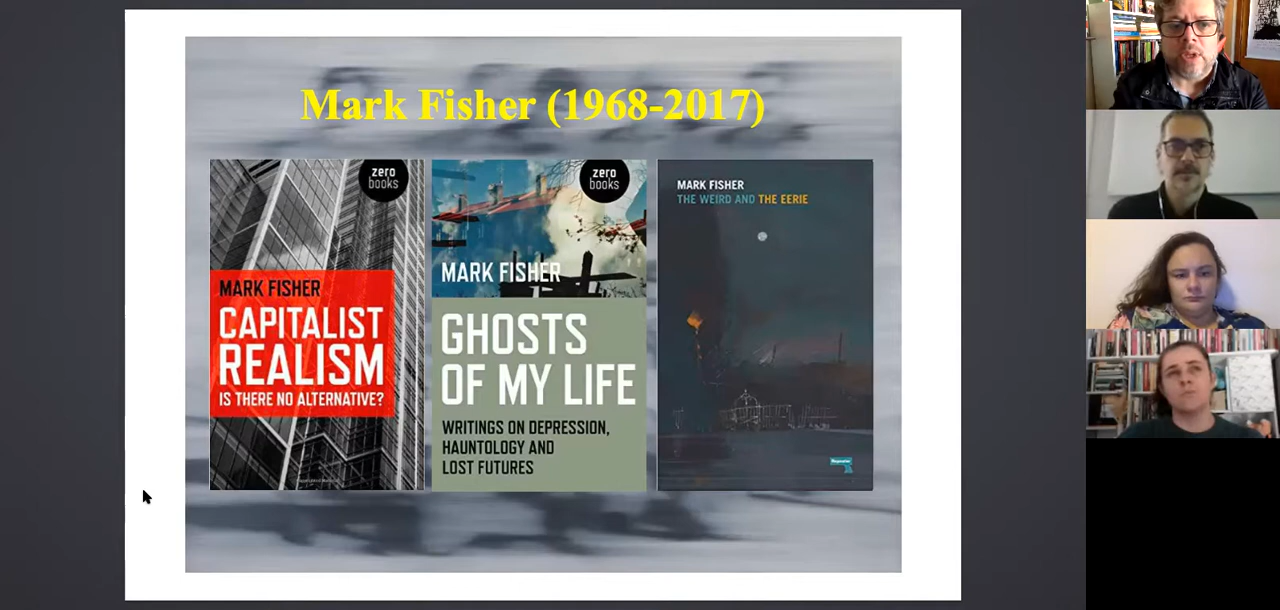 Mark Fisher (1968-2017)
zero
books
MARK FISHER
CAPITALIST
REALISM
IS THERE NO ALTERNATIVE?
zero
books
MARK FISHER
GHOSTS
OF MY LIFE
WRITINGS ON DEPRESSION,
HAUNTOLOGY AND
LOST FUTURES
MARK FISHER
THE WEIRD AND THE EERIE